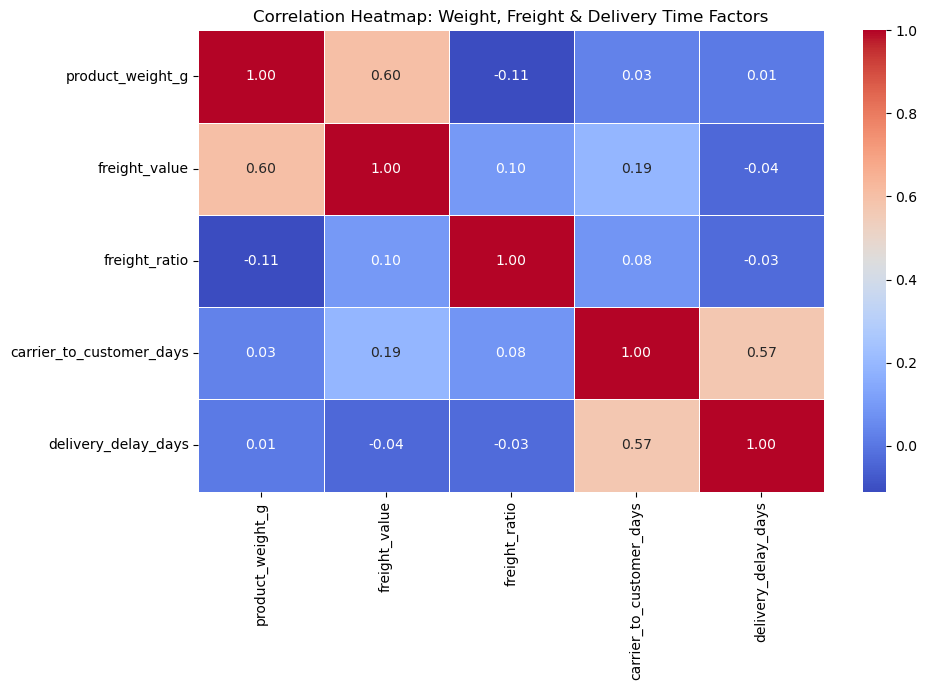 Correlation Heatmap: Weight, Freight & Delivery Time Factors
product_weight_g 1.00 0.60 -0.11 0.03 0.01
freight_value 0.60 1.00 0.10 0.19 -0.04
freight_ratio -0.11 0.10 1.00 0.08 -0.03
carrier_to_customer_days 0.03 0.19 0.08 1.00 0.57
delivery_delay_days 0.01 -0.04 -0.03 0.57 1.00
product_weight_g
freight_value
freight_ratio
carrier_to_customer_days
delivery_delay_days
1.0
0.8
0.6
0.4
0.2
0.0